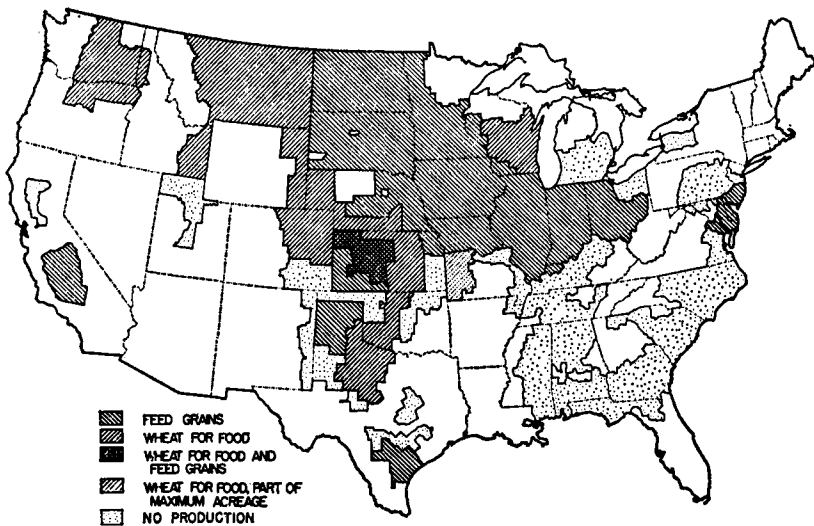 FEED GRAINS
WHEAT FOR FOOD
WHEAT FOR FOOD AND
FEED GRAINS
WHEAT FOR FOOD, PART OF
MAXIMUM ACREAGE
NO PRODUCTION